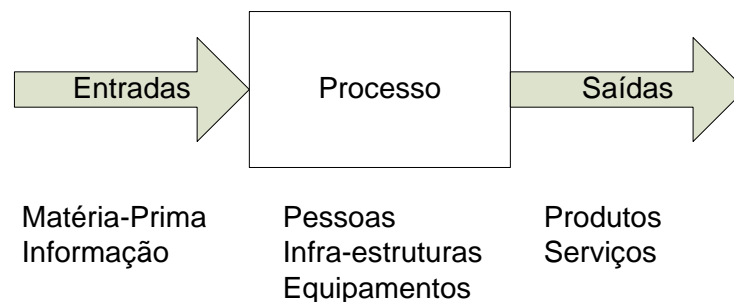 Entradas
Processo
Saídas
Matéria-Prima
Informação
Pessoas
Infra-estruturas
Equipamentos
Produtos
Serviços